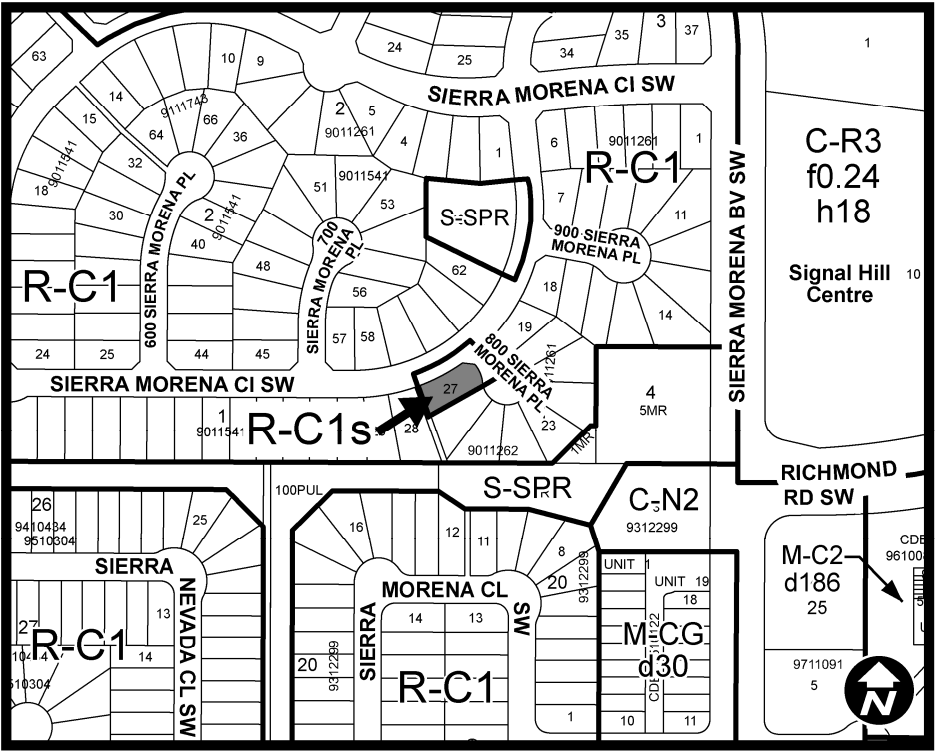 63
10
9
24
25
34
35
3
37
1
SIERRA MORENA CI SW
14
15
9111743
66
64
36
2
5
9011261
4
1
6
9011261
1
R-C1
C-R3
f0.24
h18
9011541
32
18
30
2
9011541
40
51
9011541
53
S-SPR
7
11
900 SIERRA
MORENA PL
Signal Hill
Centre
10
SIERRA MORENA BV SW
R-C1
600 SIERRA MORENA PL
48
700
SIERRA MORENA PL
56
62
18
14
19
57
58
24
25
44
45
SIERRA MORENA CI SW
800 SIERRA
MORENA PL
11261
27
4
5MR
1
9011541
R-C1s
28
23
1MR
9011262
RICHMOND
RD SW
S-SPR
C-N2
9312299
100PUL
26
9410434
9510304
25
16
12
11
8
20
9312299
SIERRA
NEVADA CL SW
13
27
R-C1
510304
14
MORENA CL
SW
SIERRA
14
13
20
9312299
R-C1
1
UNIT 1
UNIT 19
18
M-CG
d30
10
11
M-C2
d186
25
9711091
5
N